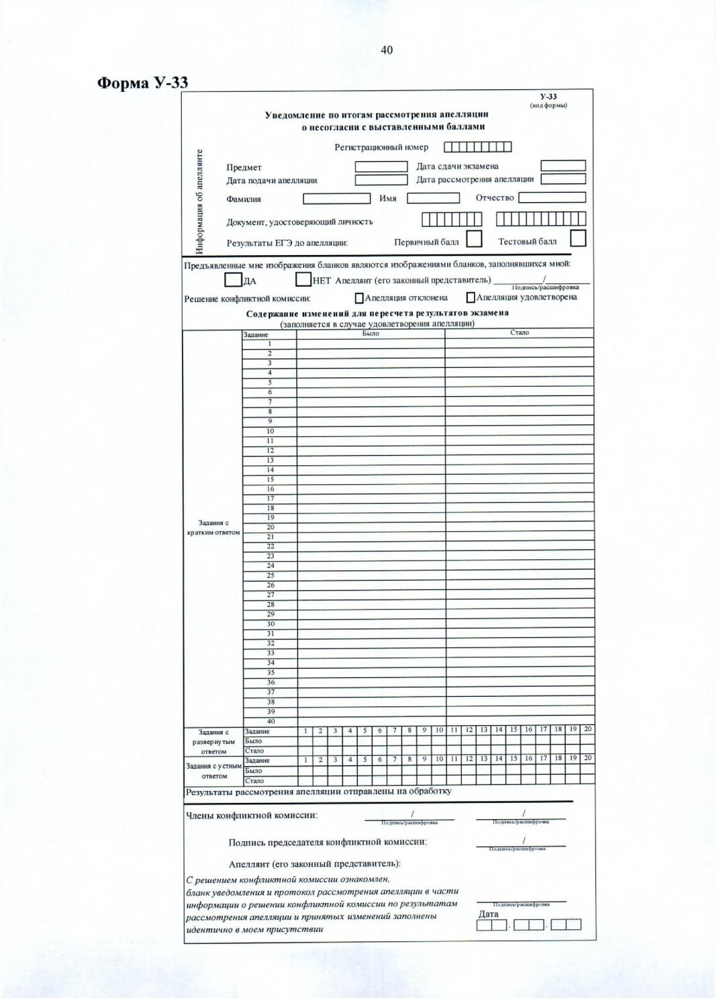 40
Форма У-33
У-33
(код формы)
Уведомление по итогам рассмотрения апелляции
о несогласии с выставленными баллами
Информация об апеллянте
Регистрационный номер
Предмет Дата сдачи экзамена
Дата подачи апелляции Дата рассмотрения апелляции
Фамилия Имя Отчество
Документ, удостоверяющий личность
Результаты ЕГЭ до апелляции: Первичный балл Тестовый балл
Предъявленные мне изображения бланков являются изображениями бланков, заполнявшихся мной:
ДА НЕТ Апеллянт (его законный представитель) /
Подпись/расшифровка
Решение конфликтной комиссии: Апелляция отклонена Апелляция удовлетворена
Содержание изменений для пересчета результатов экзамена
(заполняется в случае удовлетворения апелляции)
Задание Было Стало
1
2
3
4
5
6
7
8
9
10
11
12
13
14
15
16
17
18
19
Задания с
кратким ответом
20
21
22
23
24
25
26
27
28
29
30
31
32
33
34
35
36
37
38
39
40
Задания с
развернутым
ответом
Задание 1 2 3 4 5 6 7 8 9 10 11 12 13 14 15 16 17 18 19 20
Было
Стало
Задания с устным
ответом
Задание 1 2 3 4 5 6 7 8 9 10 11 12 13 14 15 16 17 18 19 20
Было
Стало
Результаты рассмотрения апелляции отправлены на обработку
Члены конфликтной комиссии: / /
Подпись/расшифровка Подпись/расшифровка
Подпись председателя конфликтной комиссии: /
Подпись/расшифровка
Апеллянт (его законный представитель):
С решением конфликтной комиссии ознакомлен,
бланк уведомления и протокол рассмотрения апелляции в части
информации о решении конфликтной комиссии по результатам
рассмотрения апелляции и принятых изменений заполнены
идентично в моем присутствии
Подпись/расшифровка
Дата
. .